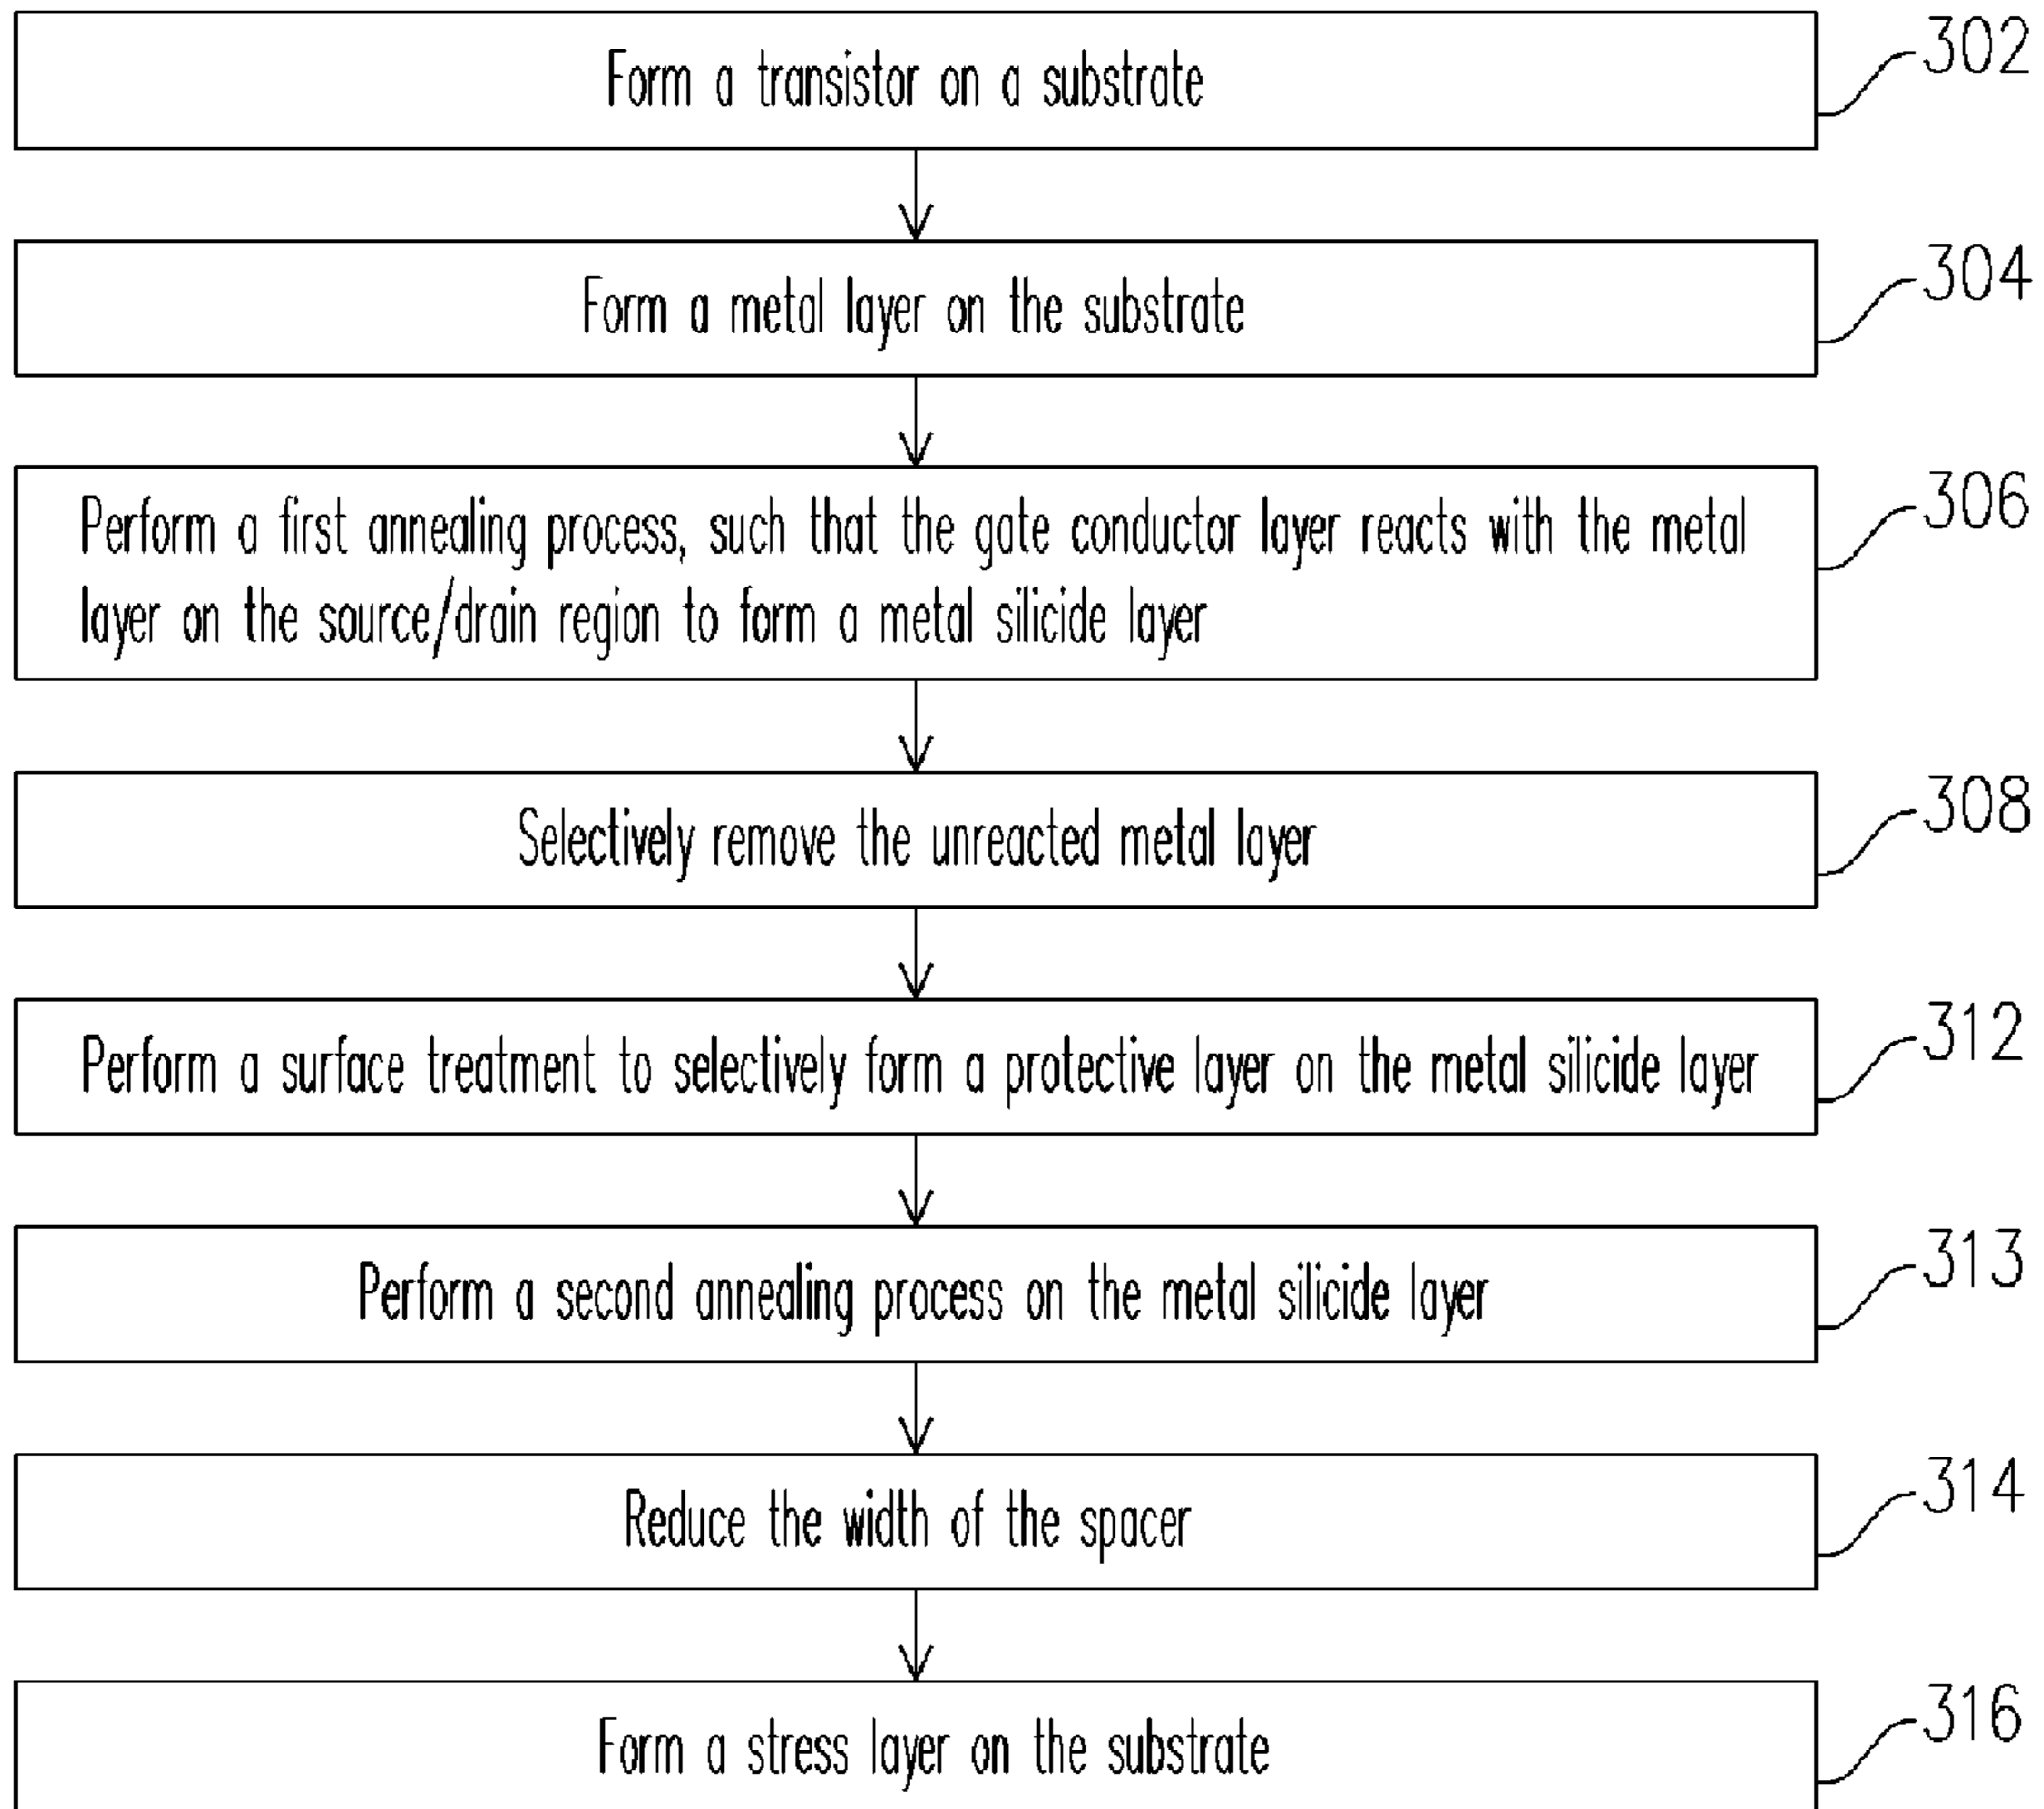 Form a transistor on a substrate
302
Form a metal layer on the substrate
304
Perform a first annealing process, such that the gate conductor layer reacts with the metal
layer on the source/drain region to form a metal silicide layer
306
Selectively remove the unreacted metal layer
308
Perform a surface treatment to selectively form a protective layer on the metal silicide layer
312
Perform a second annealing process on the metal silicide layer
313
Reduce the width of the spacer
314
Form a stress layer on the substrate
316